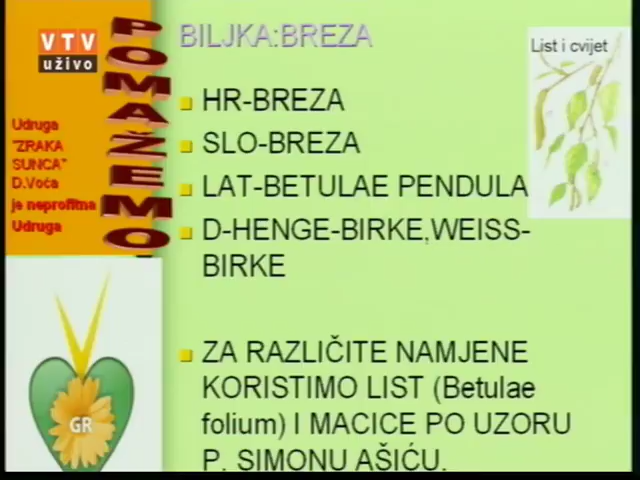 VTV
uživo
POMAŽEMO
Udruga
"ZRAKA
SUNCA"
D.Voća
je neprofitna
Udruga
BILJKA:BREZA
List i cvijet
HR-BREZA
SLO-BREZA
LAT-BETULAE PENDULA
D-HENGE-BIRKE,WEISS-
BIRKE
ZA RAZLIČITE NAMJENE
KORISTIMO LIST (Betulae
folium) I MACICE PO UZORU
P. SIMONU AŠIĆU.
GR